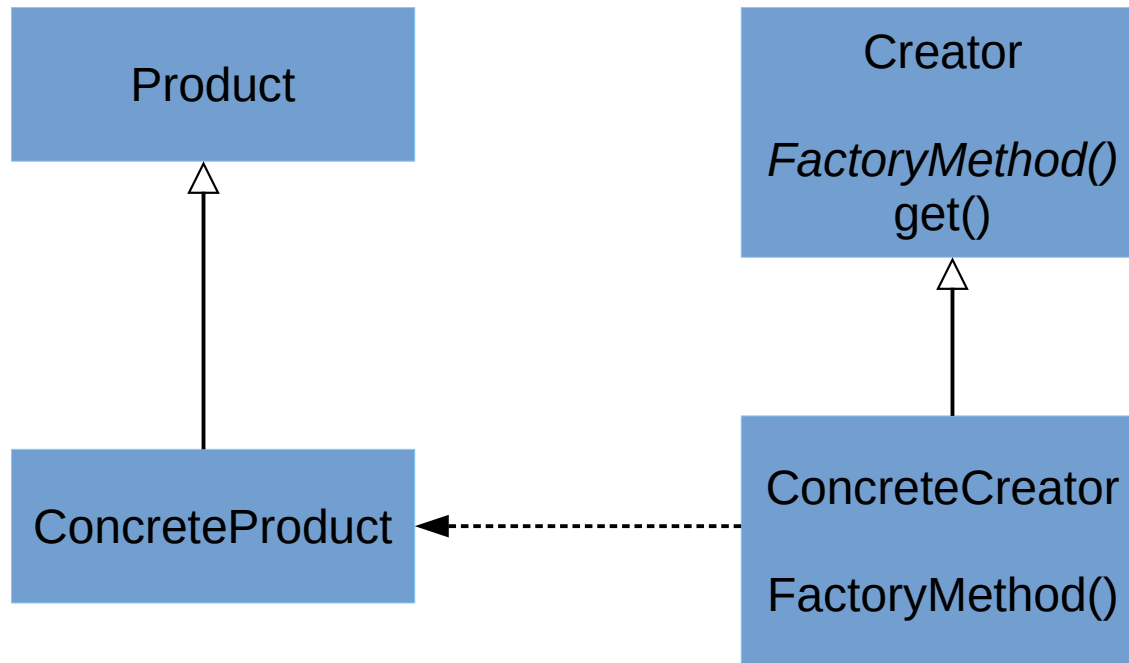 Product
Creator
FactoryMethod()
get()
ConcreteProduct
ConcreteCreator
FactoryMethod()